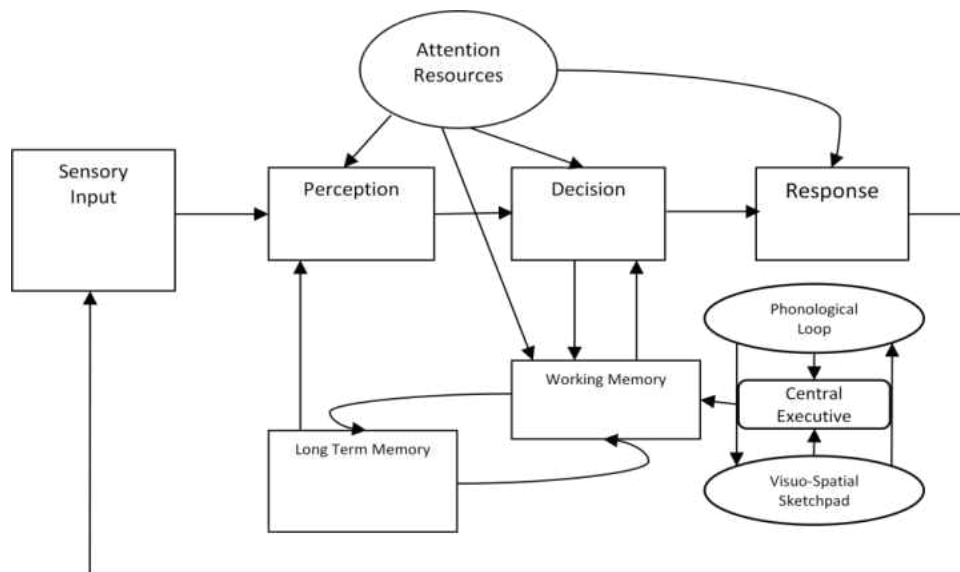 Attention
Resources
Sensory
Input
Perception
Decision
Response
Phonological
Loop
Working Memory
Central
Executive
Long Term Memory
Visuo-Spatial
Sketchpad